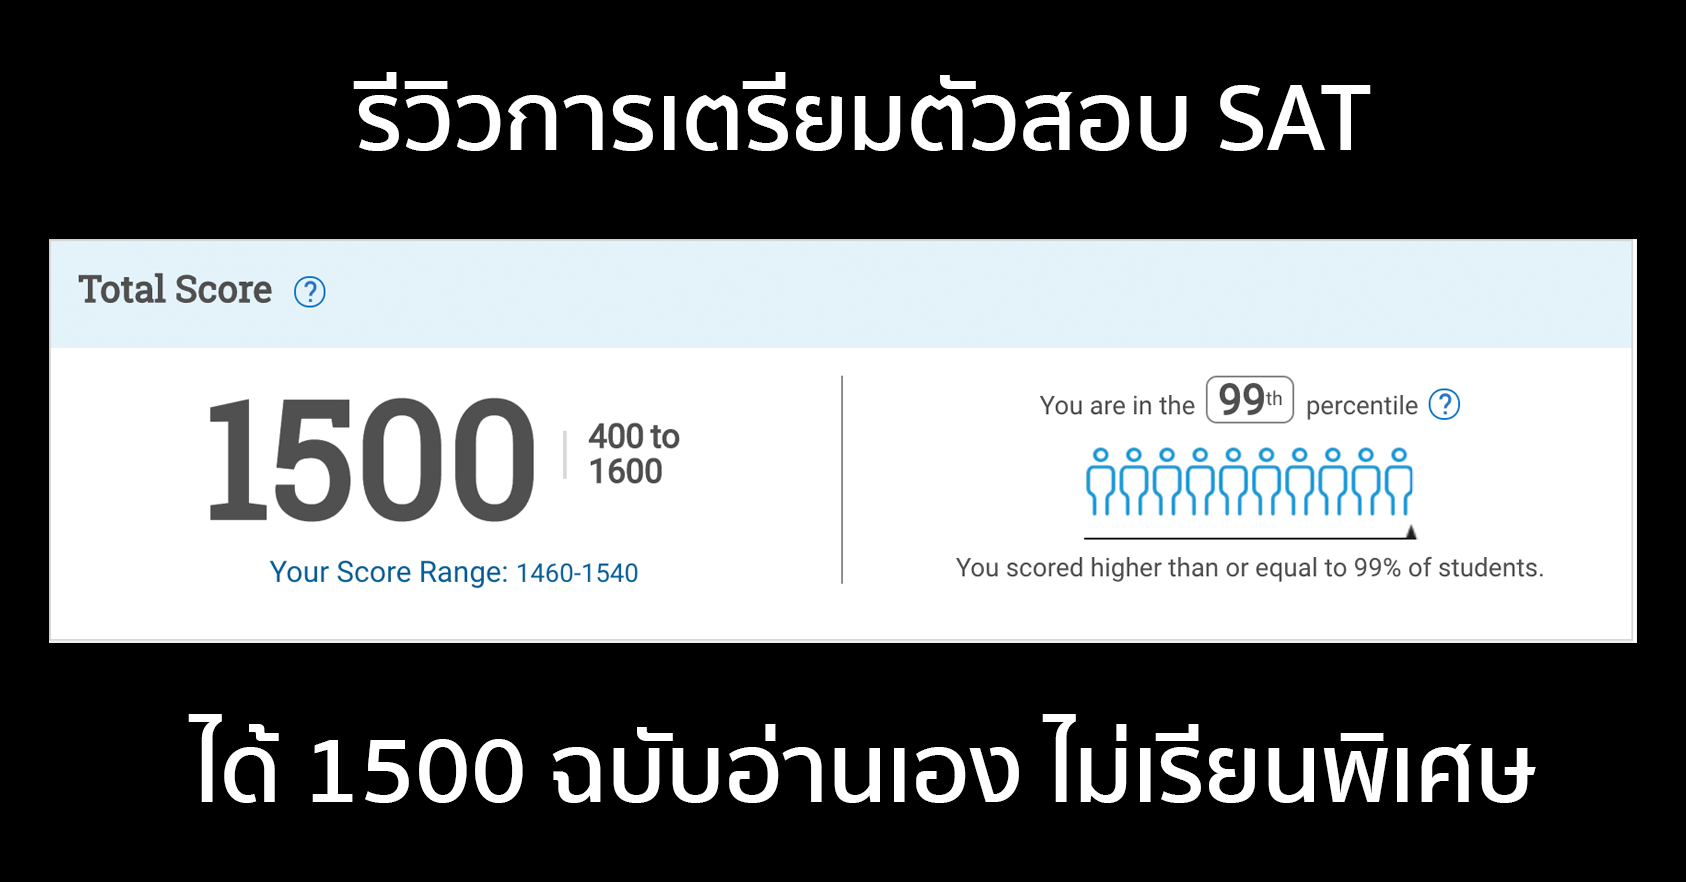 รีวิวการเตรียมตัวสอบ SAT
Total Score ?
1500
400 to
1600
Your Score Range: 1460-1540
You are in the 99th percentile ?
You scored higher than or equal to 99% of students.
ได้ 1500 ฉบับอ่านเอง ไม่เรียนพิเศษ